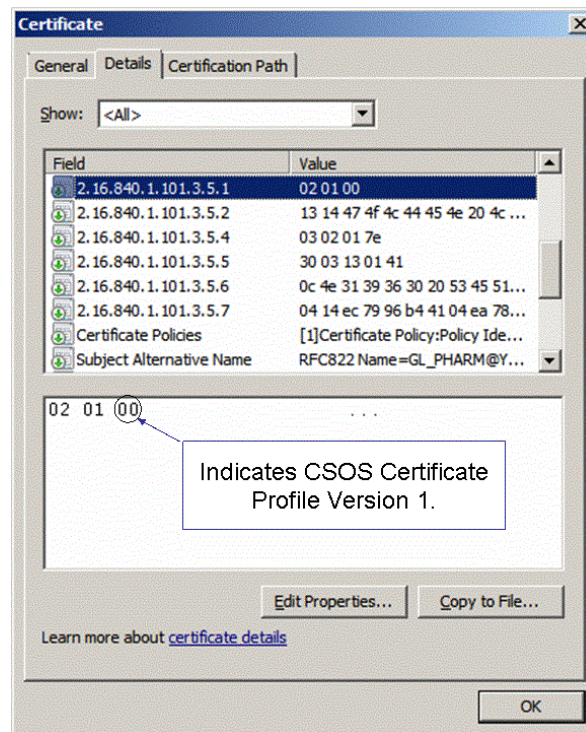 Certificate
General Details Certification Path
Show: <All>
Field Value
2.16.840.1.101.3.5.1 02 01 00
2.16.840.1.101.3.5.2 13 14 47 4f 4c 44 45 4e 20 4c ...
2.16.840.1.101.3.5.4 03 02 01 7e
2.16.840.1.101.3.5.5 30 03 13 01 41
2.16.840.1.101.3.5.6 0c 4e 31 39 36 30 20 53 45 51...
2.16.840.1.101.3.5.7 04 14 ec 79 96 b4 41 04 ea 78...
Certificate Policies [1]Certificate Policy:Policy Ide...
Subject Alternative Name RFC822 Name=GL_PHARM@Y...
02 01 00 ...
Indicates CSOS Certificate
Profile Version 1.
Edit Properties... Copy to File...
Learn more about certificate details
OK